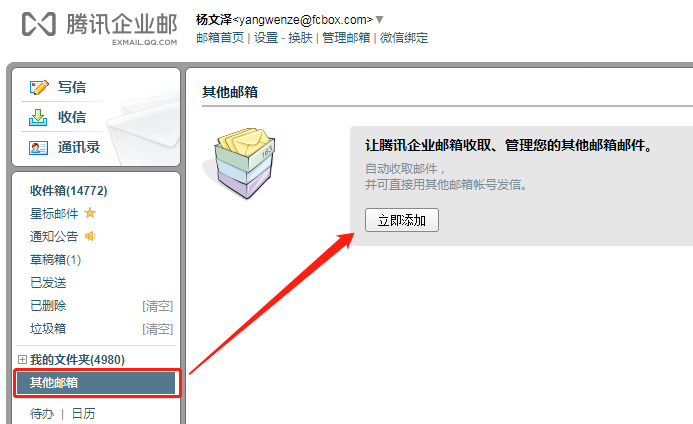 腾讯企业邮
EXMAIL.QQ.COM
杨文泽<yangwenze@fcbox.com>
邮箱首页 | 设置 - 换肤 | 管理邮箱 | 微信绑定
写信
收信
通讯录
收件箱(14772)
星标邮件
通知公告
草稿箱(1)
已发送
已删除 [清空]
垃圾箱 [清空]
我的文件夹(4980)
其他邮箱
待办 | 日历
其他邮箱
163
让腾讯企业邮箱收取、管理您的其他邮箱邮件。
自动收取邮件，
并可直接用其他邮箱帐号发信。
立即添加